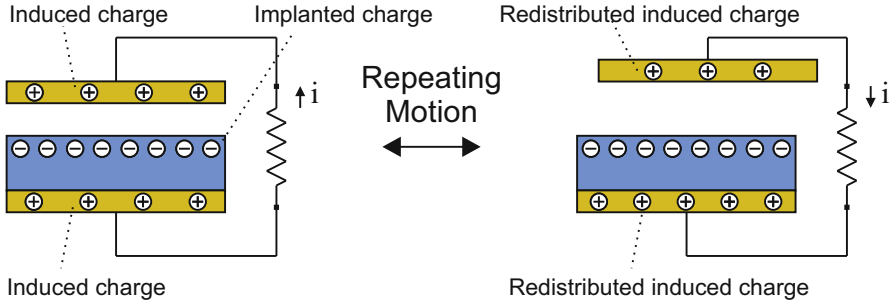 Induced charge
Implanted charge
Redistributed induced charge
i
Repeating
Motion
i
Induced charge
Redistributed induced charge